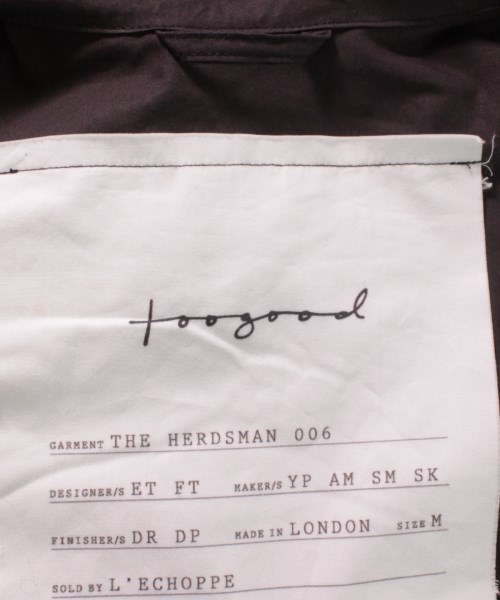 toogood
GARMENT THE HERDSMAN 006
DESIGNER/S ET FT MAKER/S YP AM SM SK
FINISHER/S DR DP MADE IN LONDON SIZE M
SOLD BY L'ECHOPPE